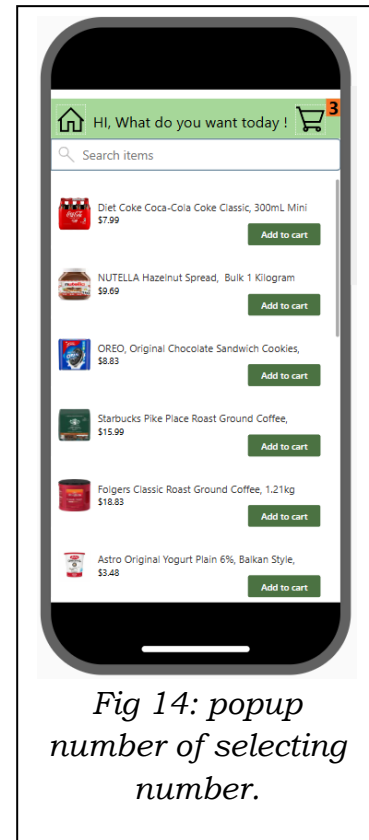 HI, What do you want today !
3
Search items
Diet Coke Coca-Cola Coke Classic, 300mL Mini
$7.99
Add to cart
NUTELLA Hazelnut Spread, Bulk 1 Kilogram
$9.69
Add to cart
OREO, Original Chocolate Sandwich Cookies,
$8.83
Add to cart
Starbucks Pike Place Roast Ground Coffee,
$15.99
Add to cart
Folgers Classic Roast Ground Coffee, 1.21kg
$18.83
Add to cart
Astro Original Yogurt Plain 6%, Balkan Style,
$3.48
Add to cart
Fig 14: popup
number of selecting
number.